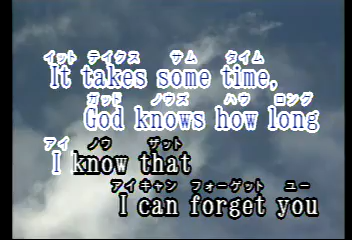 イット テイクス サム タイム
It takes some time,
ガッド ノウズ ハウ ロング
God knows how long
アイ ノウ ザット
I know that
アイ キャン フォーゲット ユー
I can forget you